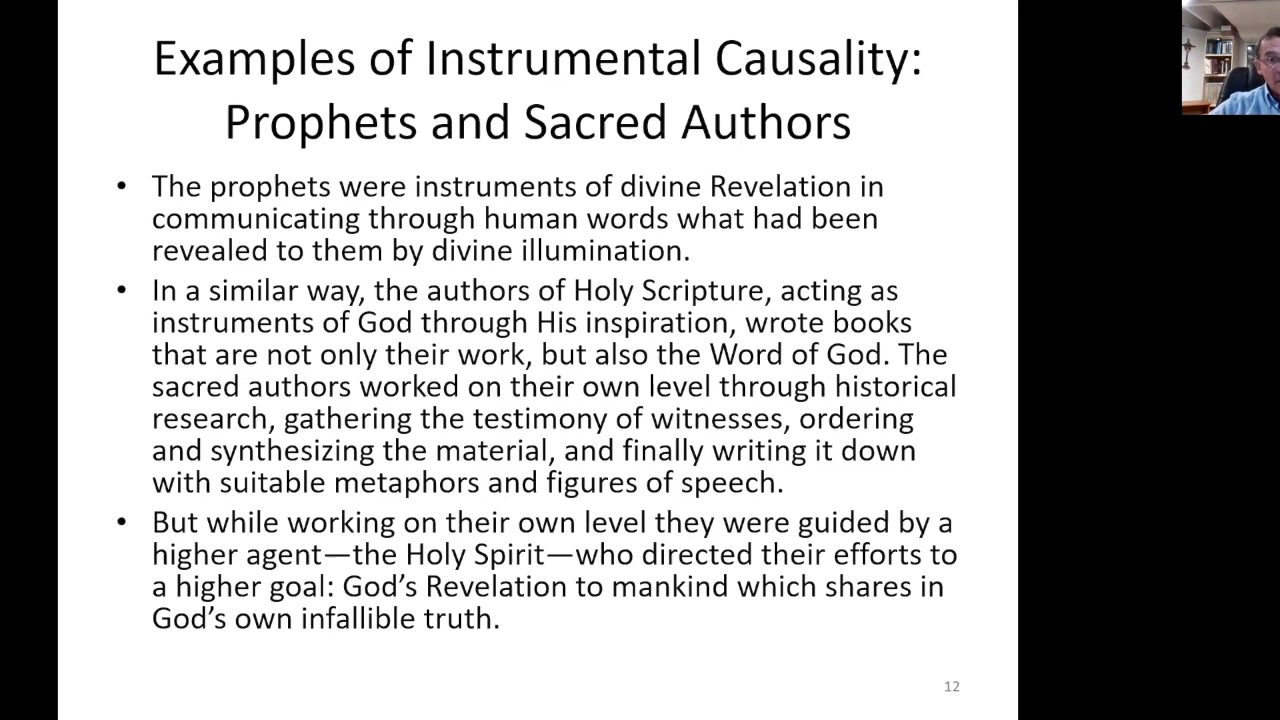 Examples of Instrumental Causality:
Prophets and Sacred Authors
• The prophets were instruments of divine Revelation in
communicating through human words what had been
revealed to them by divine illumination.
• In a similar way, the authors of Holy Scripture, acting as
instruments of God through His inspiration, wrote books
that are not only their work, but also the Word of God. The
sacred authors worked on their own level through historical
research, gathering the testimony of witnesses, ordering
and synthesizing the material, and finally writing it down
with suitable metaphors and figures of speech.
• But while working on their own level they were guided by a
higher agent—the Holy Spirit—who directed their efforts to
a higher goal: God’s Revelation to mankind which shares in
God’s own infallible truth.
12